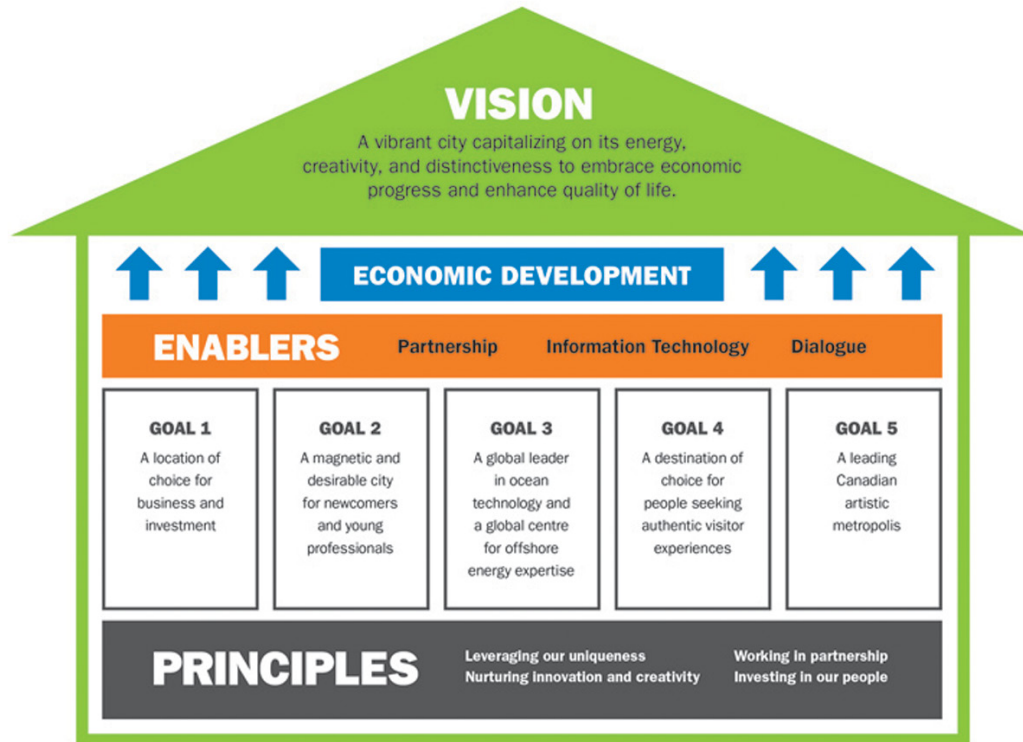 VISION
A vibrant city capitalizing on its energy,
creativity, and distinctiveness to embrace economic
progress and enhance quality of life.
ECONOMIC DEVELOPMENT
ENABLERS Partnership Information Technology Dialogue
GOAL 1
A location of
choice for
business and
investment
GOAL 2
A magnetic and
desirable city
for newcomers
and young
professionals
GOAL 3
A global leader
in ocean
technology and
a global centre
for offshore
energy expertise
GOAL 4
A destination of
choice for
people seeking
authentic visitor
experiences
GOAL 5
A leading
Canadian
artistic
metropolis
PRINCIPLES
Leveraging our uniqueness
Nurturing innovation and creativity
Working in partnership
Investing in our people